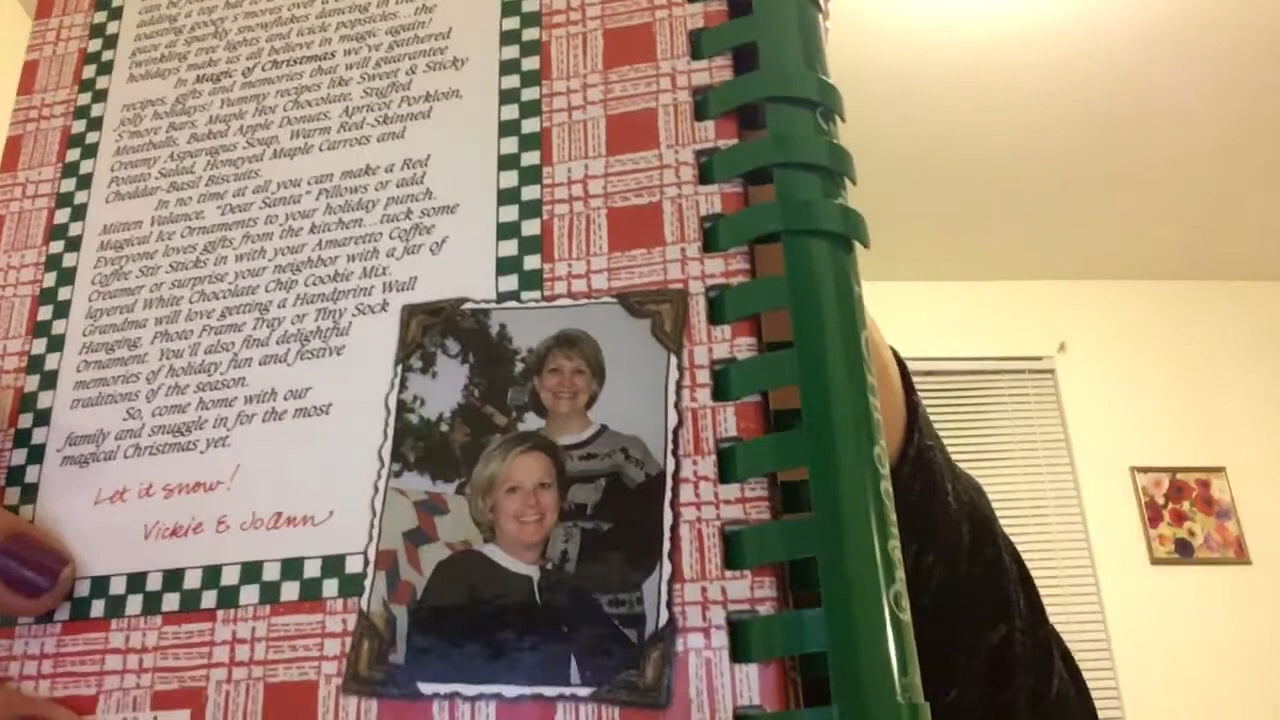 adding a top hat to
toasting gooey s'mores over a
gaze at sparkly snowflakes dancing in the
twinkling tree lights and icicle popsicles...the
holidays make us all believe in magic again!
In Magic of Christmas we've gathered
recipes, gifts and memories that will guarantee
jolly holidays! Yummy recipes like Sweet & Sticky
S'more Bars, Maple Hot Chocolate, Stuffed
Meatballs, Baked Apple Donuts, Apricot Porkloin,
Creamy Asparagus Soup, Warm Red-Skinned
Potato Salad, Honeyed Maple Carrots and
Cheddar-Basil Biscuits.
In no time at all you can make a Red
Mitten Valance, "Dear Santa" Pillows or add
Magical Ice Ornaments to your holiday punch.
Everyone loves gifts from the kitchen...tuck some
Coffee Stir Sticks in with your Amaretto Coffee
Creamer or surprise your neighbor with a jar of
layered White Chocolate Chip Cookie Mix.
Grandma will love getting a Handprint Wall
Hanging, Photo Frame Tray or Tiny Sock
Ornament. You'll also find delightful
memories of holiday fun and festive
traditions of the season.
So, come home with our
family and snuggle in for the most
magical Christmas yet.
Let it snow!
Vickie & JoAnn